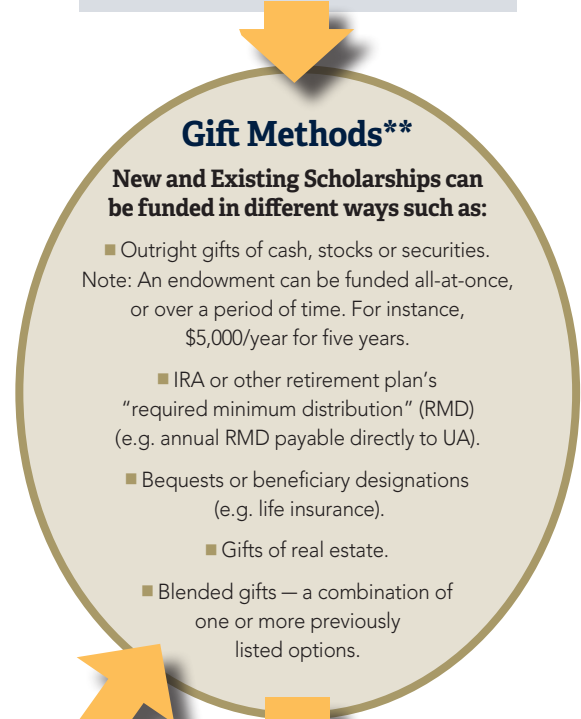 Gift Methods**
New and Existing Scholarships can
be funded in different ways such as:
■ Outright gifts of cash, stocks or securities.
Note: An endowment can be funded all-at-once,
or over a period of time. For instance,
$5,000/year for five years.
■ IRA or other retirement plan’s
“required minimum distribution” (RMD)
(e.g. annual RMD payable directly to UA).
■ Bequests or beneficiary designations
(e.g. life insurance).
■ Gifts of real estate.
■ Blended gifts — a combination of
one or more previously
listed options.